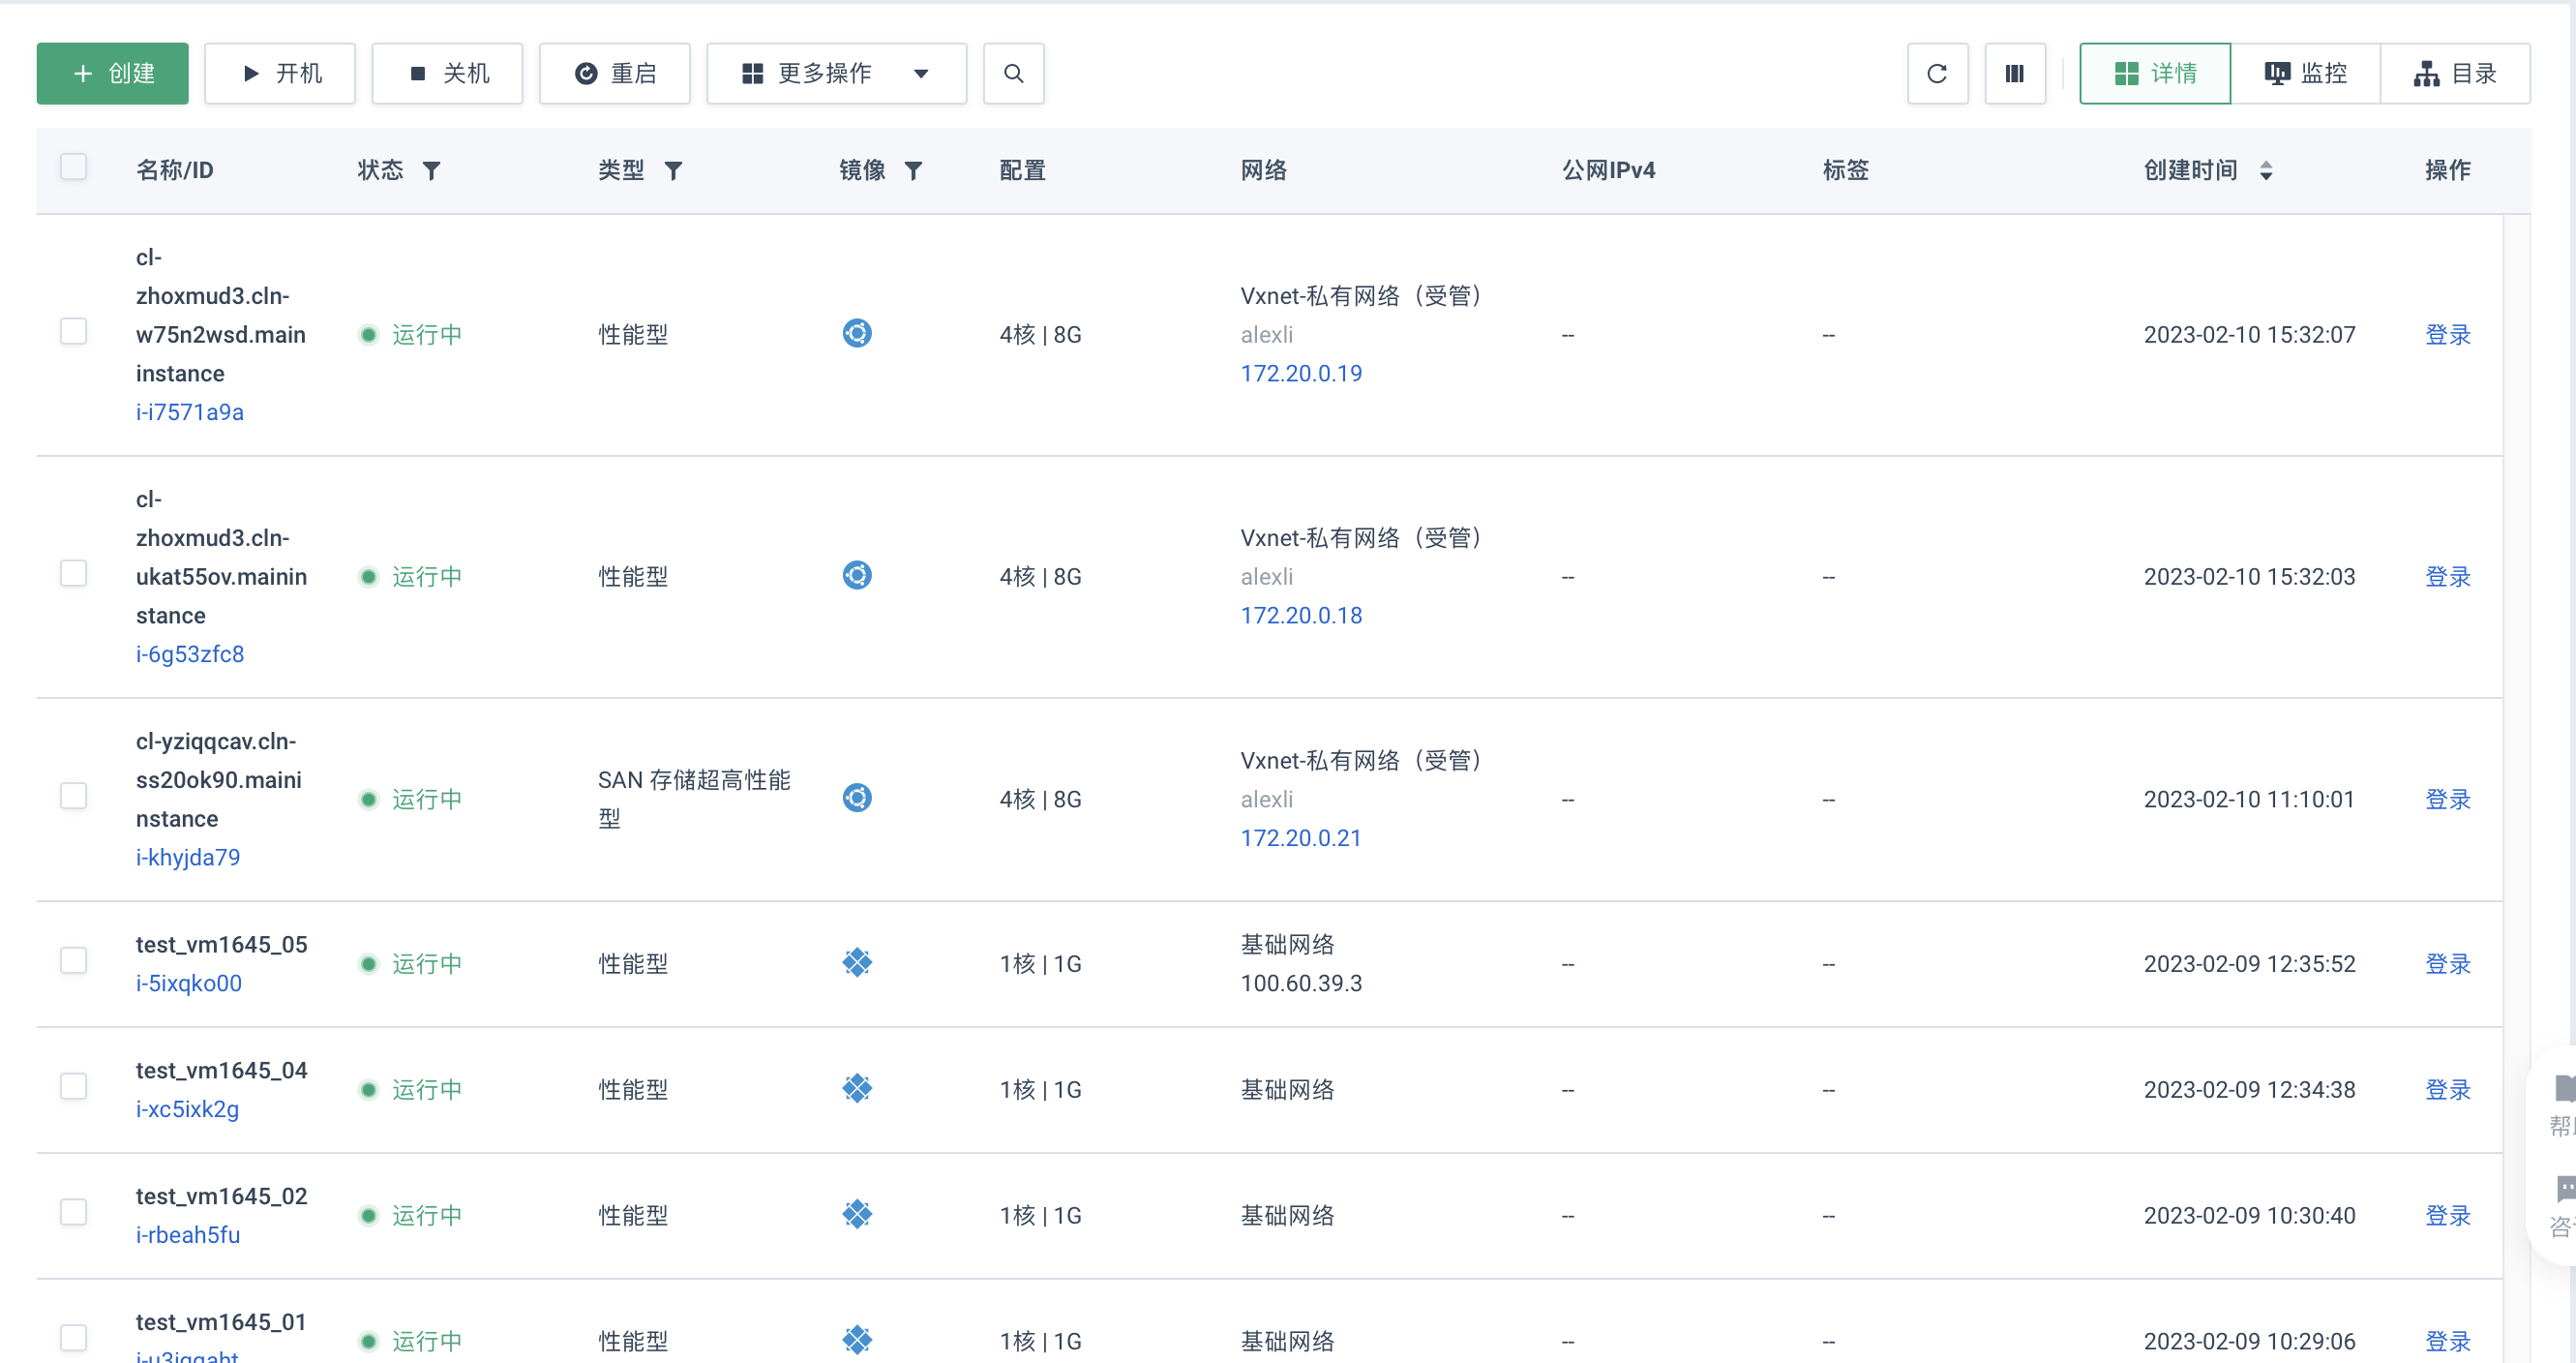 + 创建 开机 关机 重启 更多操作 详情 监控 目录
名称/ID 状态 类型 镜像 配置 网络 公网IPv4 标签 创建时间 操作
cl-
zhoxmud3.cln-
w75n2wsd.main
instance
i-i7571a9a
运行中
性能型
4核 | 8G
Vxnet-私有网络（受管）
alexli
172.20.0.19
--
--
2023-02-10 15:32:07
登录
cl-
zhoxmud3.cln-
ukat55ov.mainin
stance
i-6g53zfc8
运行中
性能型
4核 | 8G
Vxnet-私有网络（受管）
alexli
172.20.0.18
--
--
2023-02-10 15:32:03
登录
cl-yziqqcav.cln-
ss20ok90.maini
nstance
i-khyjda79
运行中
SAN 存储超高性能
型
4核 | 8G
Vxnet-私有网络（受管）
alexli
172.20.0.21
--
--
2023-02-10 11:10:01
登录
test_vm1645_05
i-5ixqko00
运行中
性能型
1核 | 1G
基础网络
100.60.39.3
--
--
2023-02-09 12:35:52
登录
test_vm1645_04
i-xc5ixk2g
运行中
性能型
1核 | 1G
基础网络
--
--
2023-02-09 12:34:38
登录
test_vm1645_02
i-rbeah5fu
运行中
性能型
1核 | 1G
基础网络
--
--
2023-02-09 10:30:40
登录
test_vm1645_01
运行中
性能型
1核 | 1G
基础网络
--
--
2023-02-09 10:29:06
登录